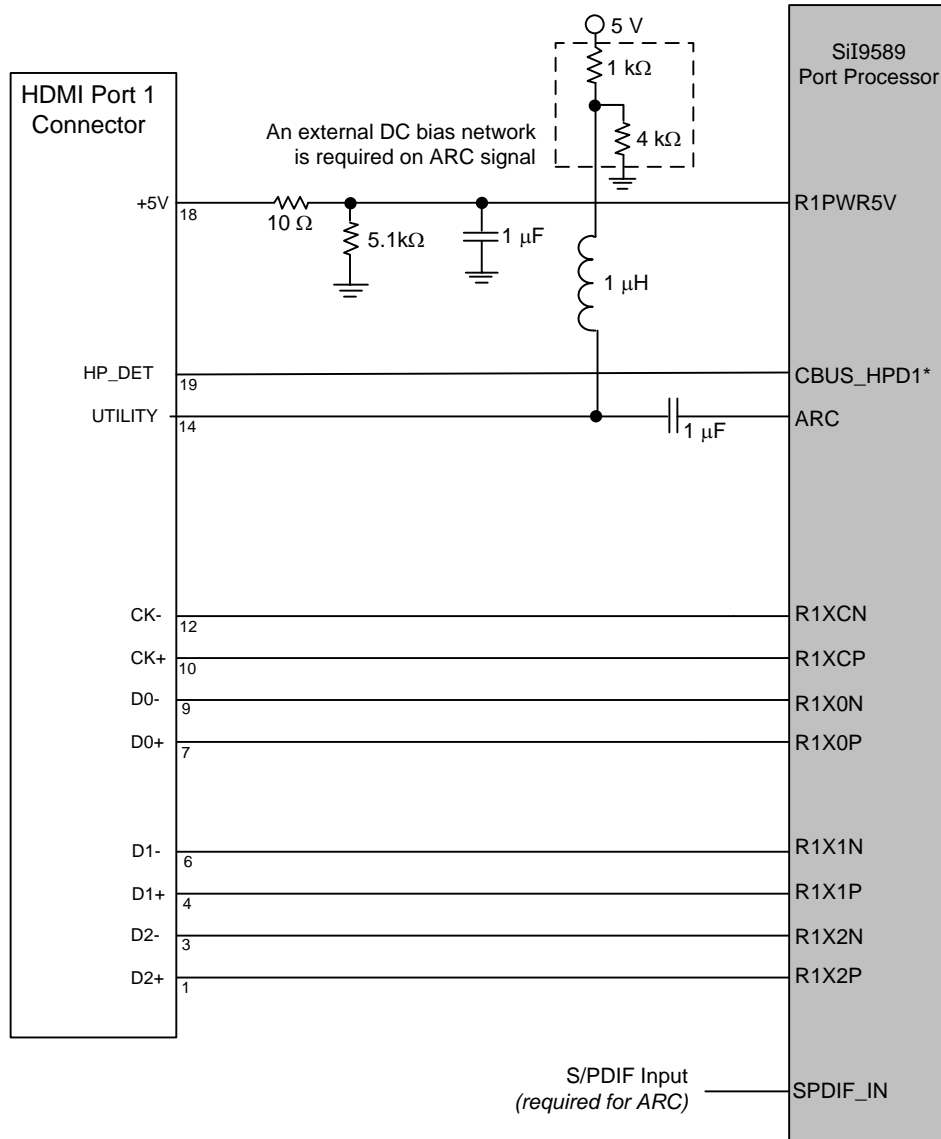 5 V
SiI9589
Port Processor
1 kΩ
HDMI Port 1
Connector
An external DC bias network
is required on ARC signal
4 kΩ
+5V
18
10 Ω
5.1kΩ
1 μF
R1PWR5V
1 μH
HP_DET
19
CBUS_HPD1*
UTILITY
14
1 μF
ARC
CK-
12
R1XCN
CK+
10
R1XCP
D0-
9
R1X0N
D0+
7
R1X0P
D1-
6
R1X1N
D1+
4
R1X1P
D2-
3
R1X2N
D2+
1
R1X2P
S/PDIF Input
(required for ARC)
SPDIF_IN